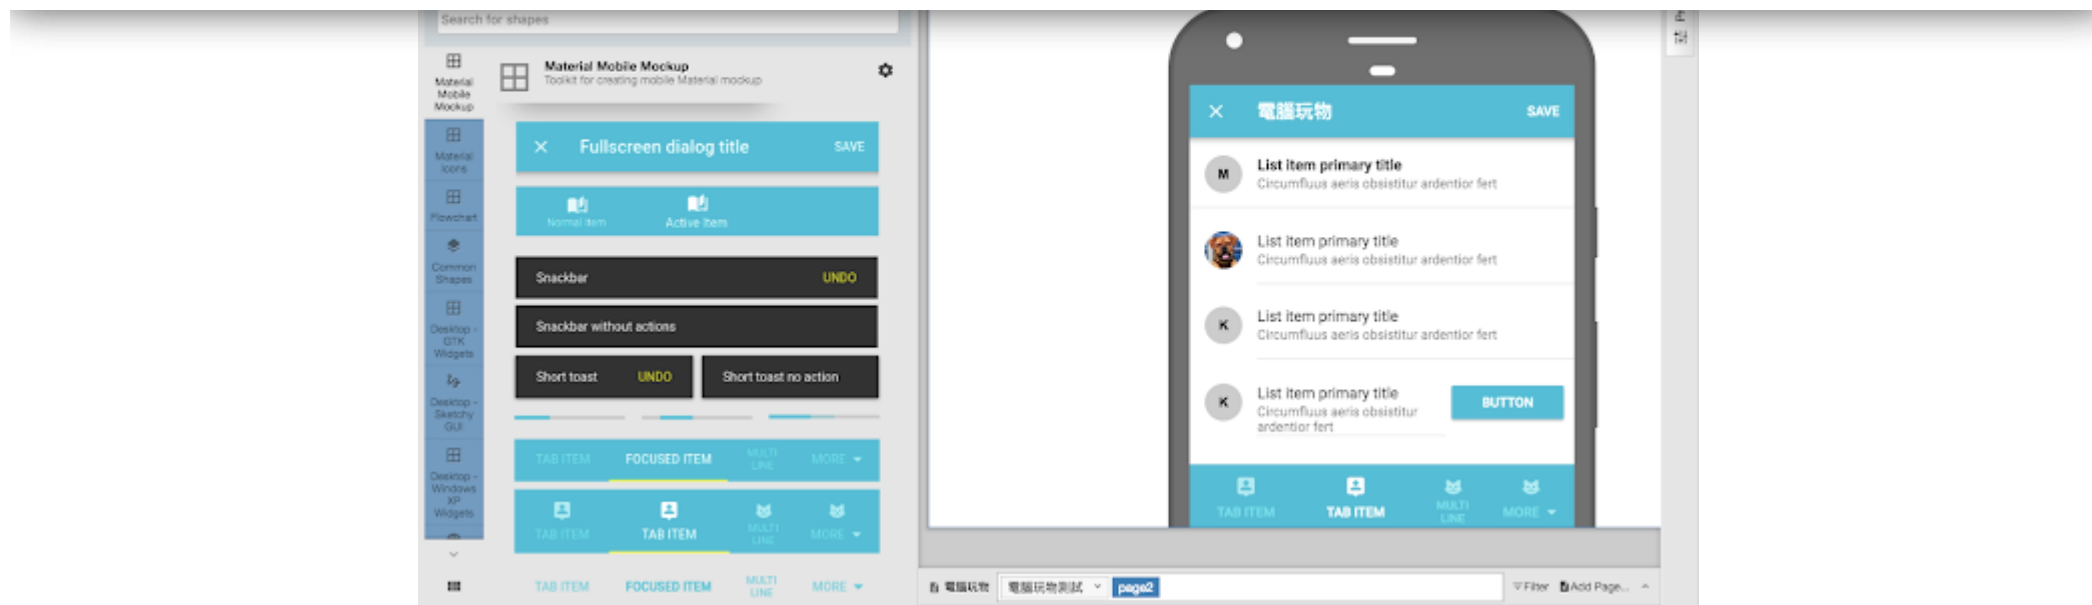 Search for shapes
Material
Mobile
Mockup
Material
Icons
Flowchart
Common
Shapes
Desktop -
GTK
Widgets
Desktop -
Sketchy
GUI
Desktop -
Windows
XP
Widgets
Material Mobile Mockup
Toolkit for creating mobile Material mockup
Fullscreen dialog title
SAVE
Normal Item
Active Item
Snackbar
UNDO
Snackbar without actions
Short toast
UNDO
Short toast no action
TAB ITEM
FOCUSED ITEM
MULTI
LINE
MORE
TAB ITEM
TAB ITEM
MULTI
LINE
MORE
TAB ITEM
FOCUSED ITEM
MULTI
LINE
MORE
電腦玩物
SAVE
M
List item primary title
Circumfluus aeris obsistitur ardentior fert
List item primary title
Circumfluus aeris obsistitur ardentior fert
K
List item primary title
Circumfluus aeris obsistitur ardentior fert
K
List item primary title
Circumfluus aeris obsistitur
ardentior fert
BUTTON
TAB ITEM
TAB ITEM
MULTI
LINE
MORE
電腦玩物
電腦玩物測試
page2
Filter
Add Page...